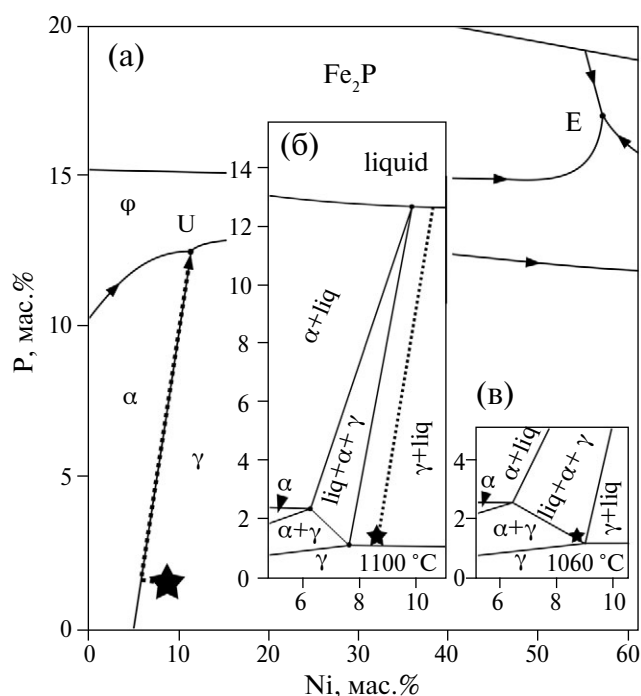 20
(а)
Fe₂P
E
(б)
liquid
14
15
φ
U
12
10
10
α+liq
8
P, мас.%
(в)
α
6
liq+α+γ
γ+liq
γ
4
α+liq
liq+α+γ
γ+liq
5
4
α
2
α
2
α+γ
α+γ
γ
1100 °C
γ
1060 °C
0
0
6
8
10
6
8
10
0
0
10
20
30
40
50
60
Ni, мас.%